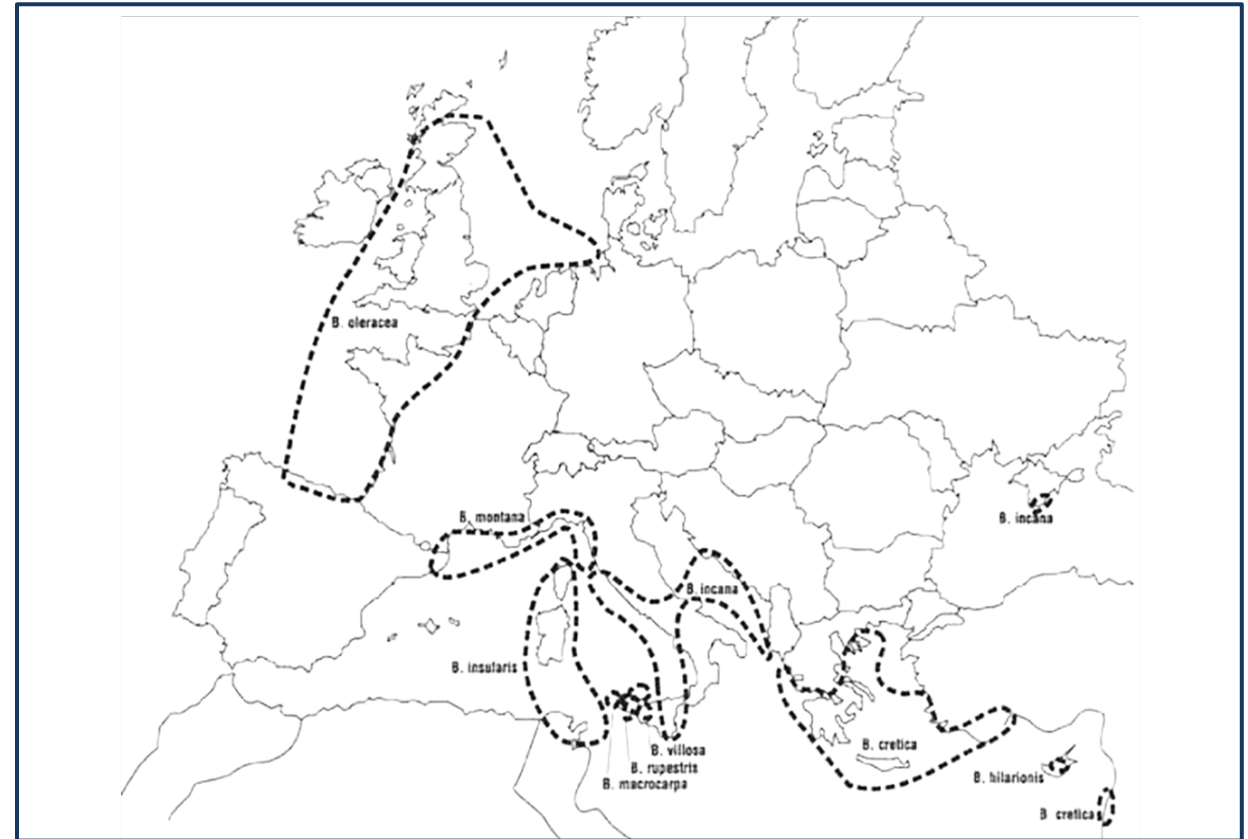 B. oleracea
B. montana
B. incana
B. incana
B. insularis
B. villosa
B. cretica
B. rupestris
B. hilarionis
B. macrocarpa
B. cretica